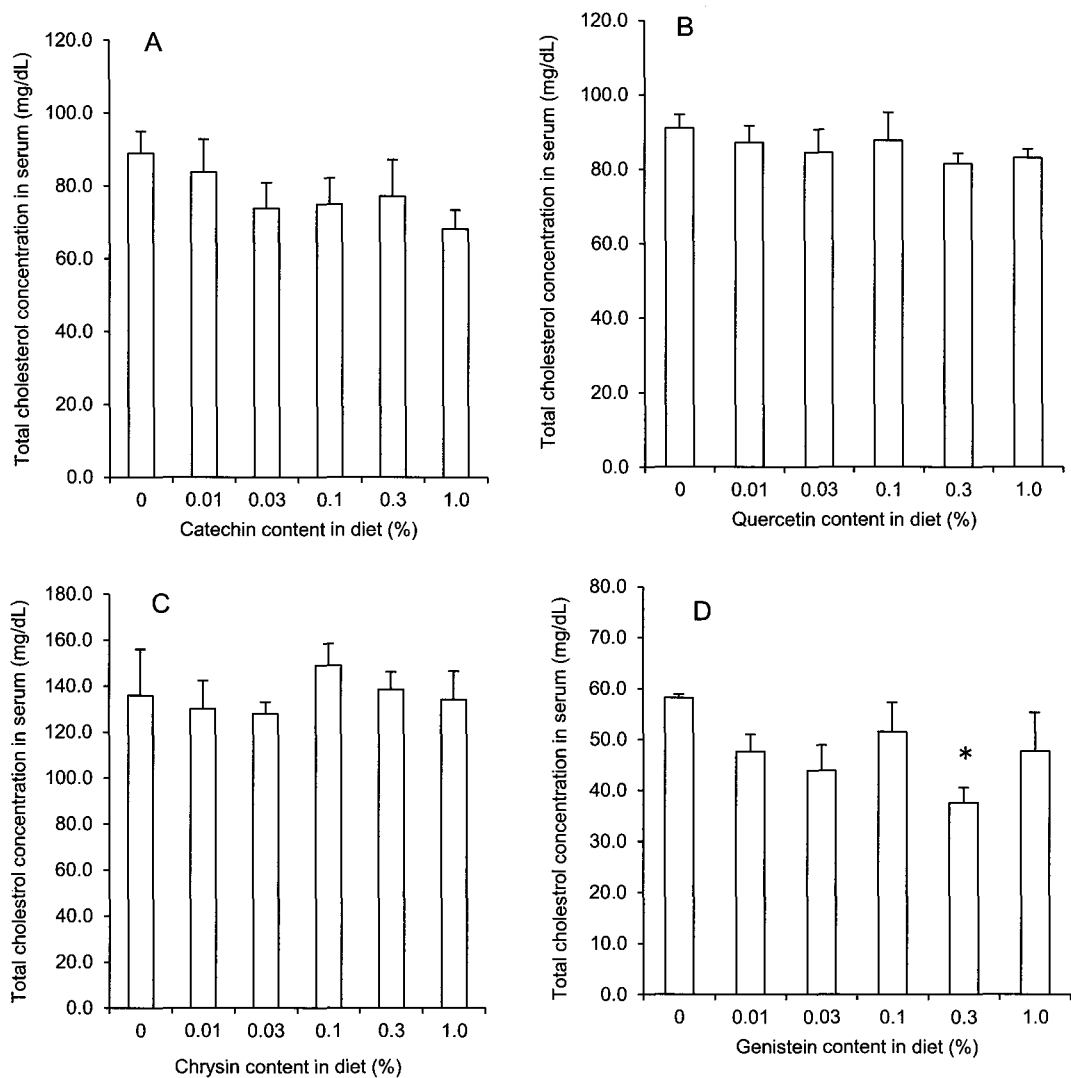 A
Total cholesterol concentration in serum (mg/dL)
120.0
100.0
80.0
60.0
40.0
20.0
0.0
0 0.01 0.03 0.1 0.3 1.0
Catechin content in diet (%)
B
Total cholesterol concentration in serum (mg/dL)
120.0
100.0
80.0
60.0
40.0
20.0
0.0
0 0.01 0.03 0.1 0.3 1.0
Quercetin content in diet (%)
C
Total cholestrol concentration in serum (mg/dL)
180.0
160.0
140.0
120.0
100.0
80.0
60.0
40.0
20.0
0.0
0 0.01 0.03 0.1 0.3 1.0
Chrysin content in diet (%)
D
Total cholestrol concentration in serum (mg/dL)
80.0
70.0
60.0
50.0
40.0
30.0
20.0
10.0
0.0
*
0 0.01 0.03 0.1 0.3 1.0
Genistein content in diet (%)